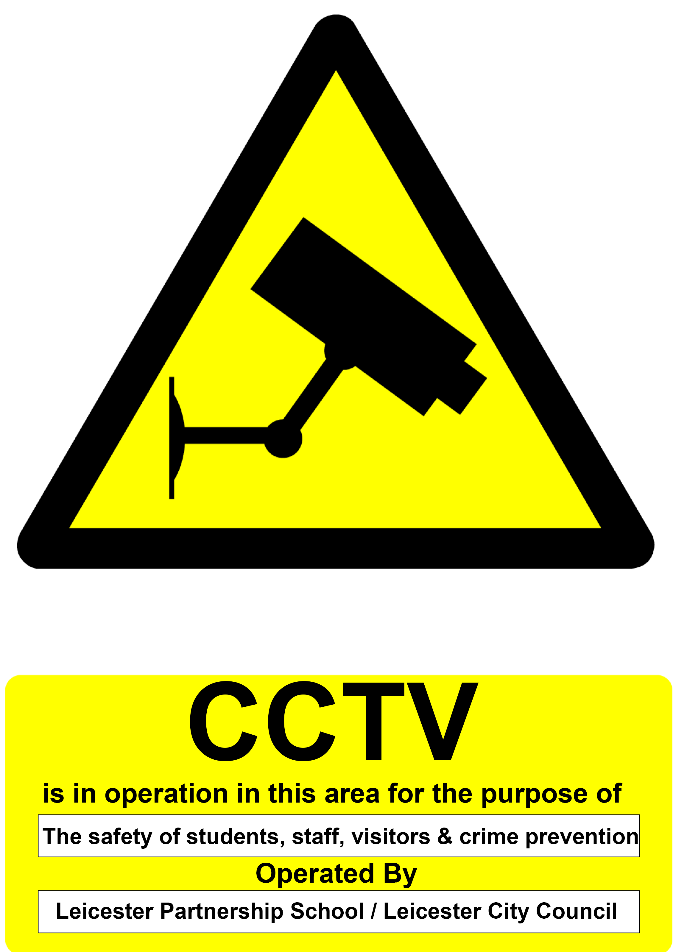 CCTV
is in operation in this area for the purpose of
The safety of students, staff, visitors & crime prevention
Operated By
Leicester Partnership School / Leicester City Council